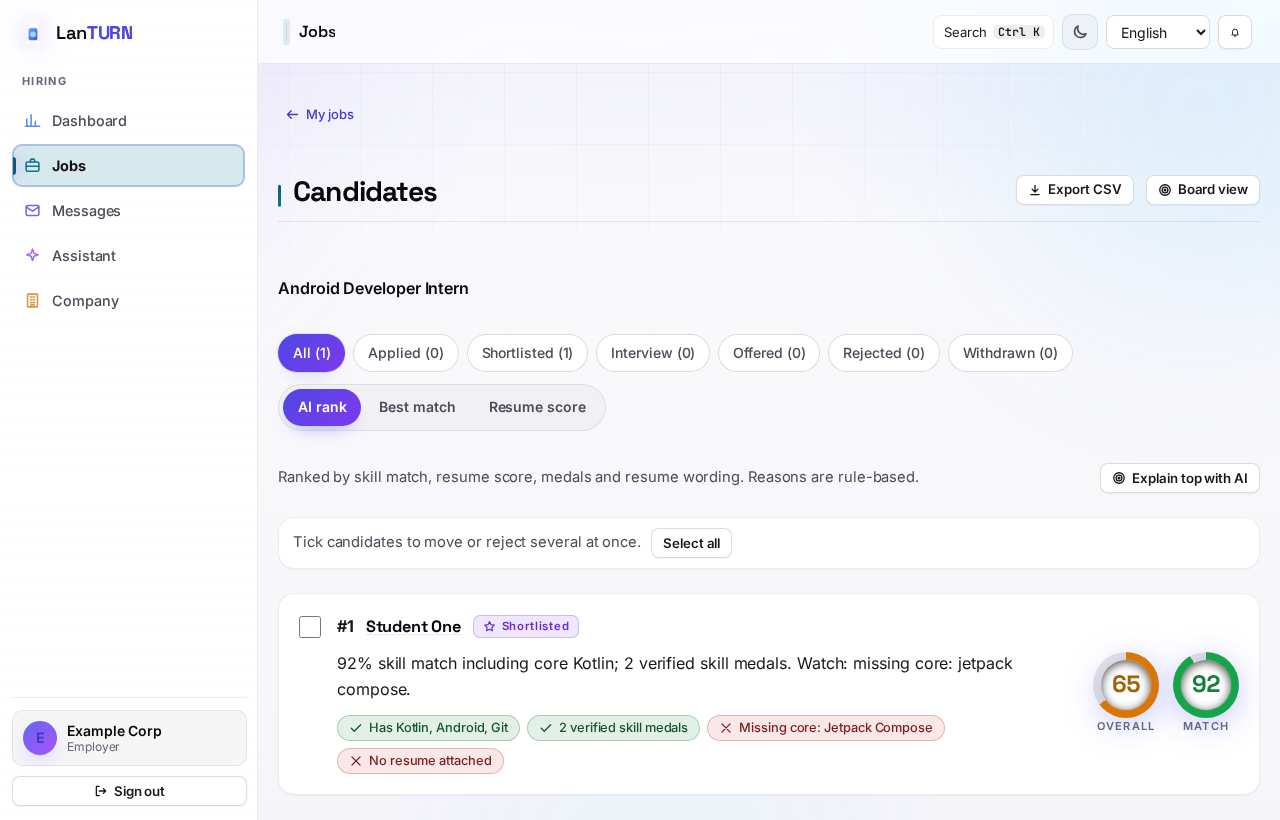 LanTURN
HIRING
Dashboard
Jobs
Messages
Assistant
Company
E
Example Corp
Employer
Sign out
Jobs
Search Ctrl K
English
My jobs
Candidates
Export CSV
Board view
Android Developer Intern
All (1)
Applied (0)
Shortlisted (1)
Interview (0)
Offered (0)
Rejected (0)
Withdrawn (0)
AI rank
Best match
Resume score
Ranked by skill match, resume score, medals and resume wording. Reasons are rule-based.
Explain top with AI
Tick candidates to move or reject several at once.
Select all
#1 Student One
Shortlisted
92% skill match including core Kotlin; 2 verified skill medals. Watch: missing core: jetpack
compose.
Has Kotlin, Android, Git
2 verified skill medals
Missing core: Jetpack Compose
No resume attached
65
OVERALL
92
MATCH